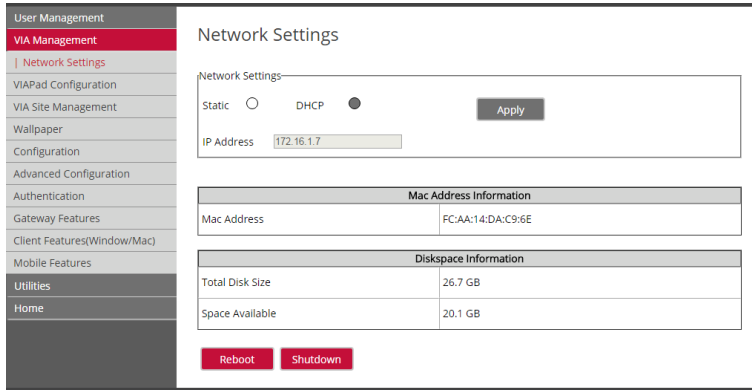 User Management
VIA Management
| Network Settings
VIAPad Configuration
VIA Site Management
Wallpaper
Configuration
Advanced Configuration
Authentication
Gateway Features
Client Features(Window/Mac)
Mobile Features
Utilities
Home
Network Settings
Network Settings
Static DHCP
Apply
IP Address 172.16.1.7
Mac Address Information
Mac Address FC:AA:14:DA:C9:6E
Diskspace Information
Total Disk Size 26.7 GB
Space Available 20.1 GB
Reboot Shutdown